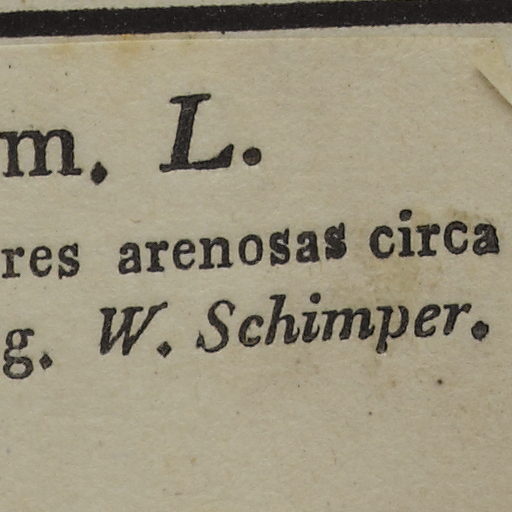 m. L.
res arenosas circa
g. W. Schimper.